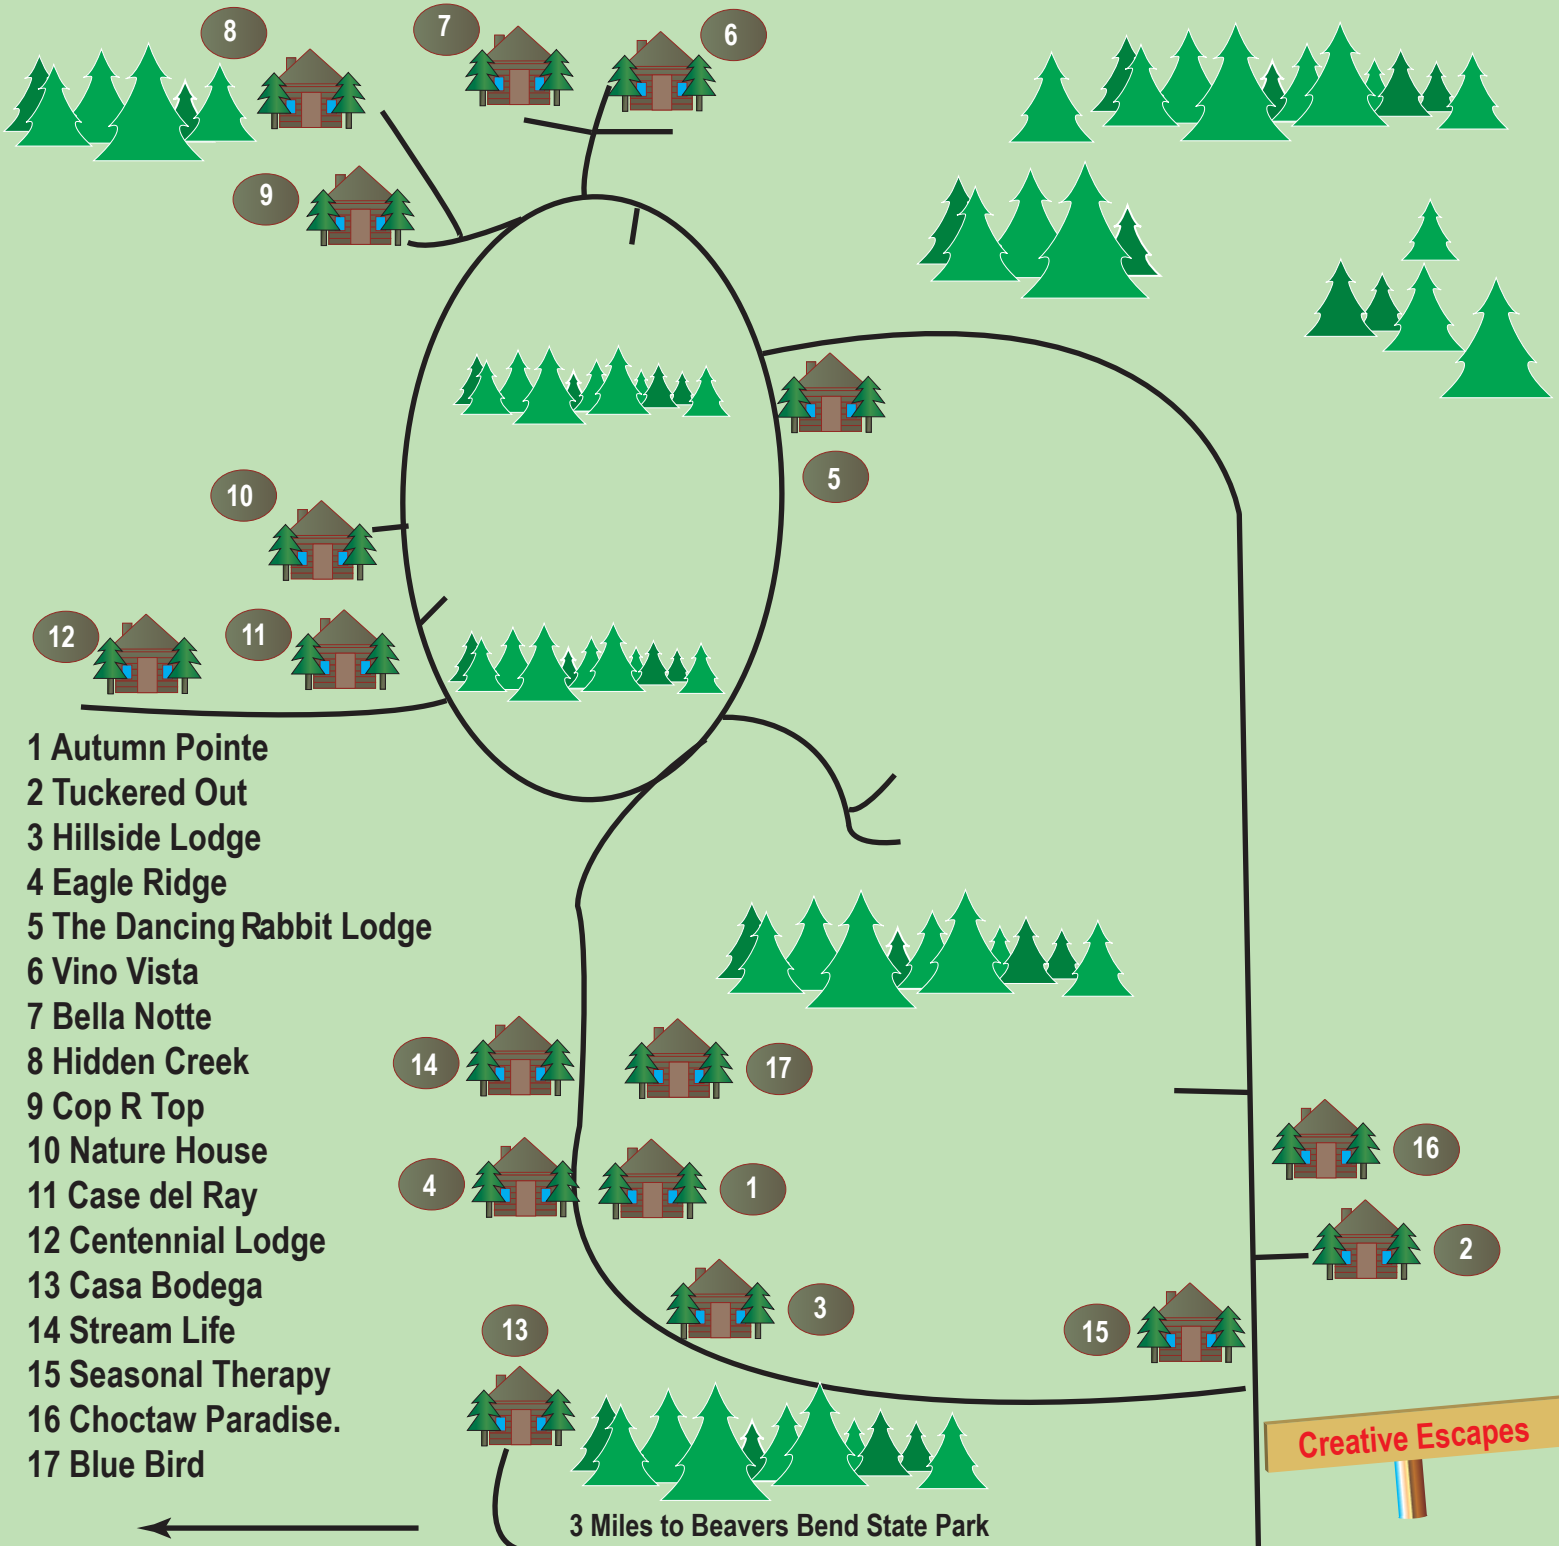 8
7
6
9
5
10
12
11
1 Autumn Pointe
2 Tuckered Out
3 Hillside Lodge
4 Eagle Ridge
5 The Dancing Rabbit Lodge
6 Vino Vista
7 Bella Notte
8 Hidden Creek
9 Cop R Top
10 Nature House
11 Case del Ray
12 Centennial Lodge
13 Casa Bodega
14 Stream Life
15 Seasonal Therapy
16 Choctaw Paradise.
17 Blue Bird
14
17
16
4
1
2
3
13
15
Creative Escapes
3 Miles to Beavers Bend State Park